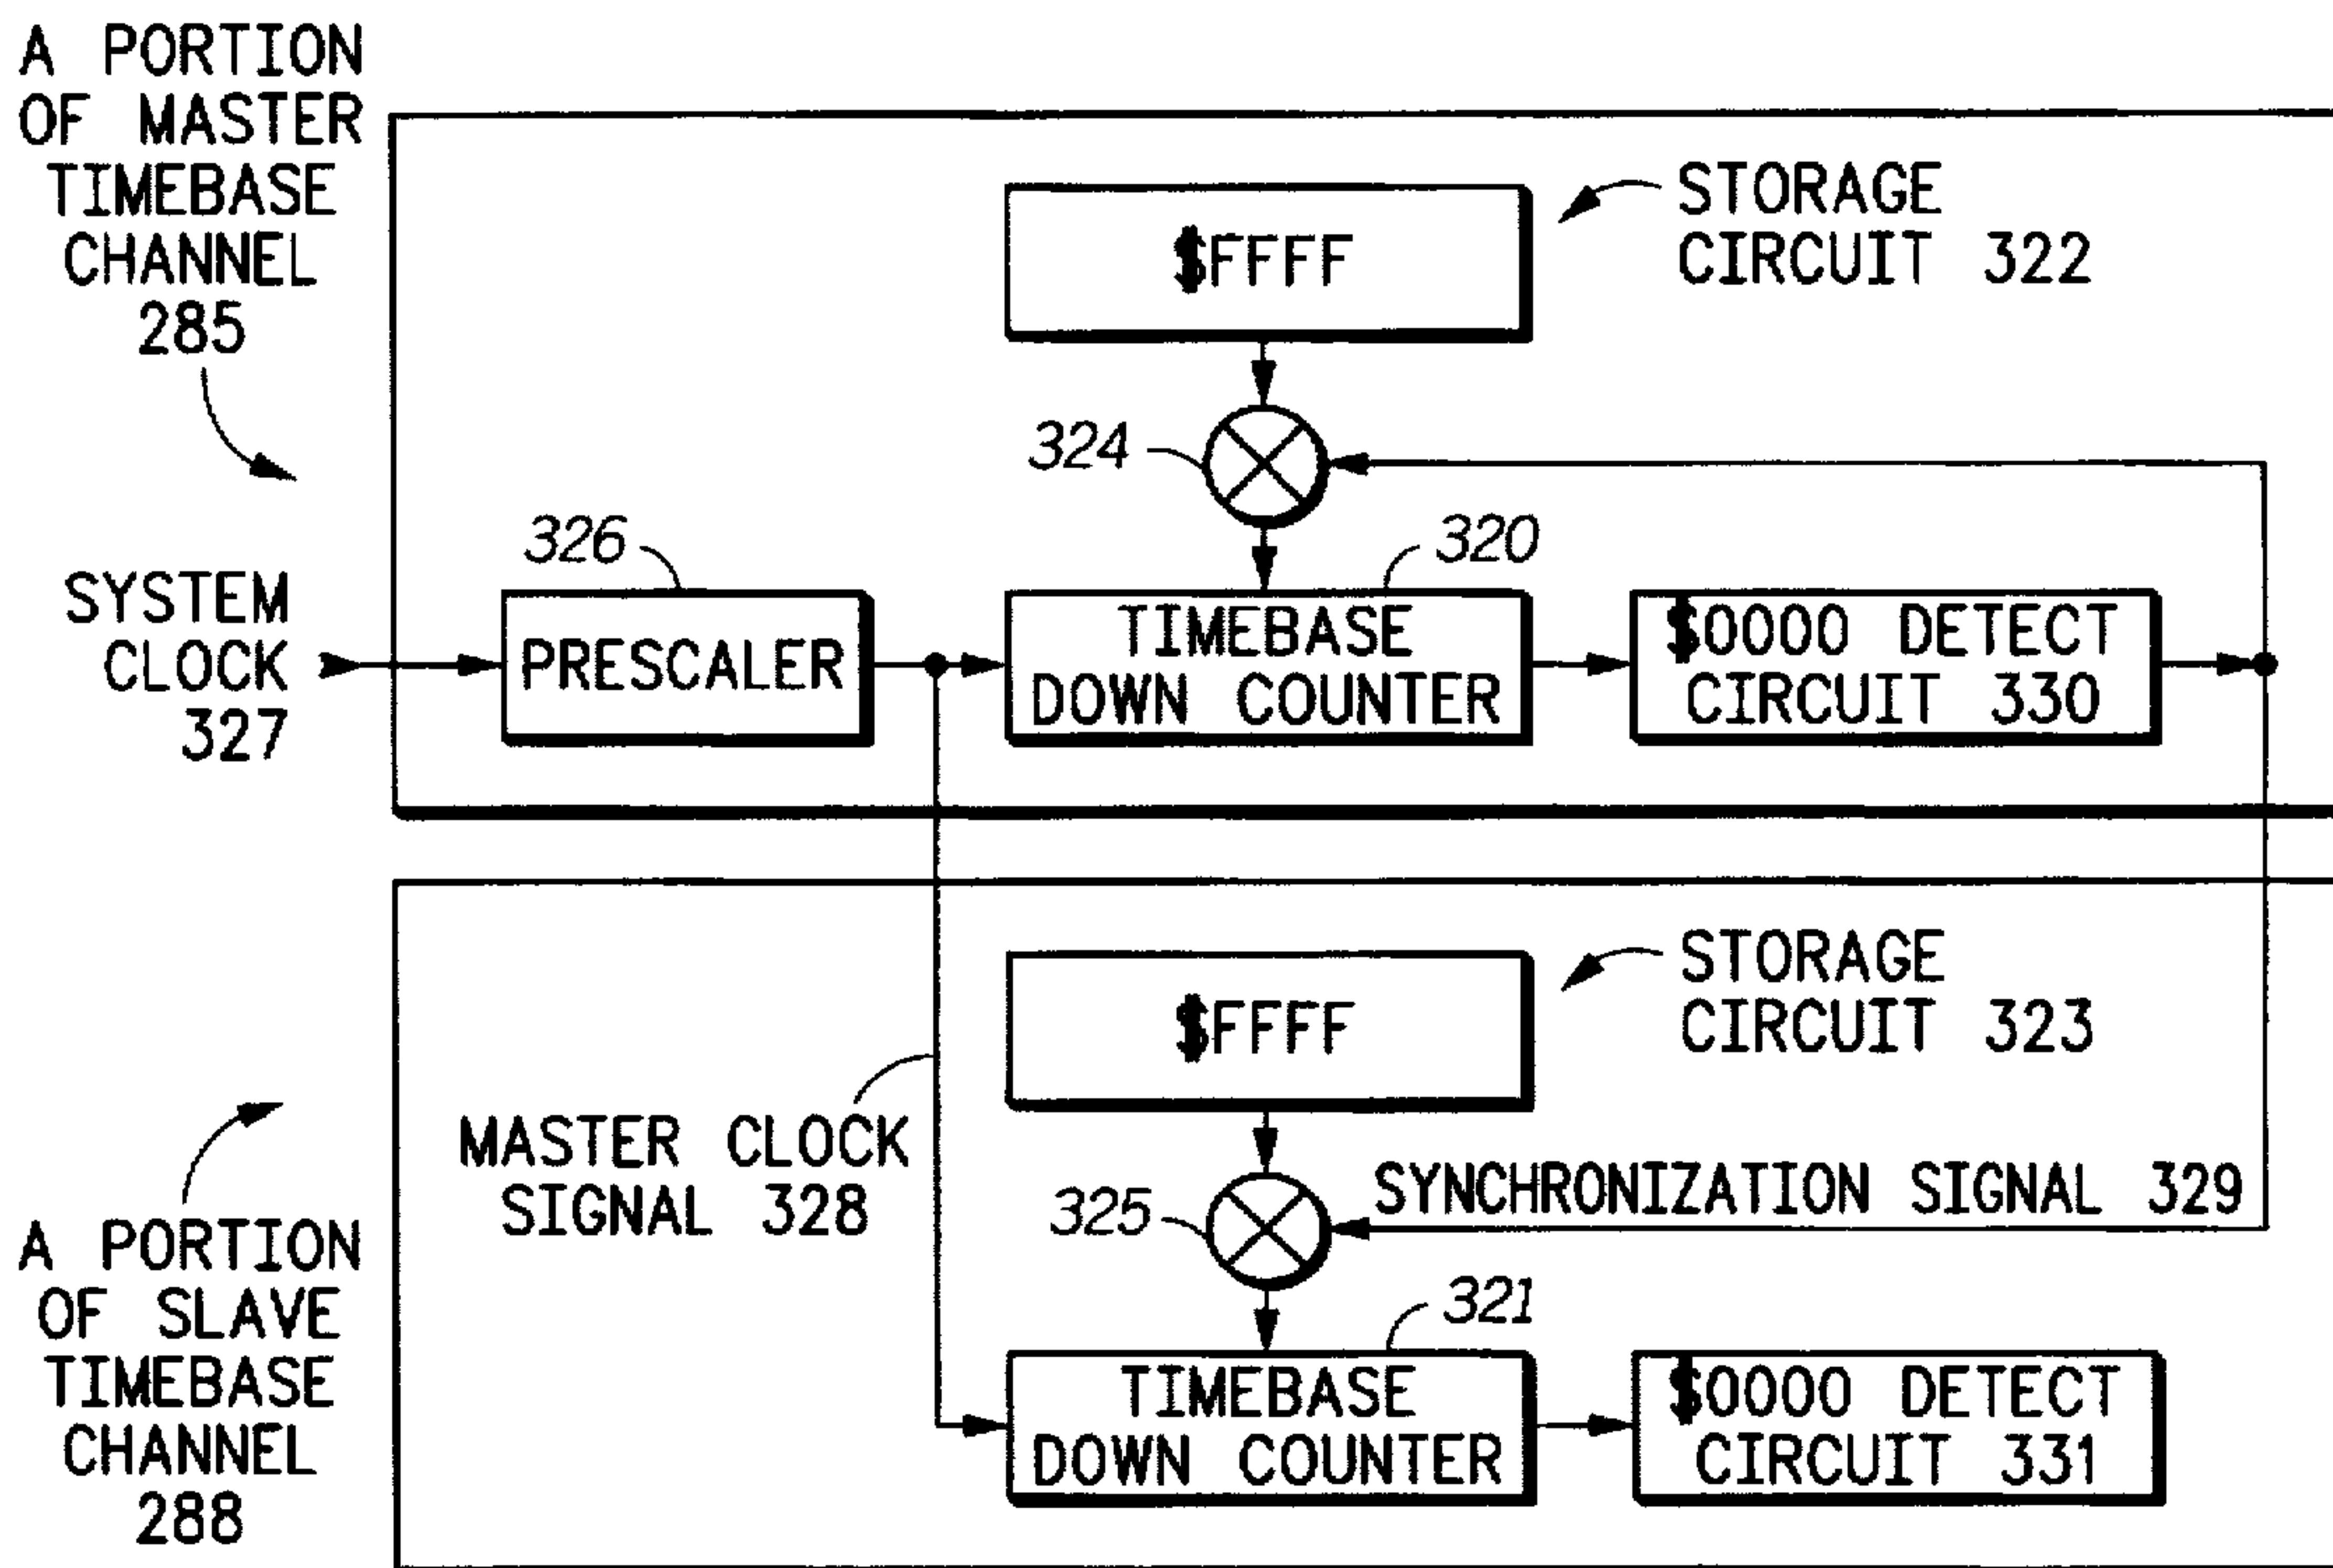 A PORTION
OF MASTER
TIMEBASE
CHANNEL
285
$FFFF
STORAGE
CIRCUIT 322
324
326
320
SYSTEM
CLOCK
327
PRESCALER
TIMEBASE
DOWN COUNTER
$0000 DETECT
CIRCUIT 330
$FFFF
STORAGE
CIRCUIT 323
MASTER CLOCK
SIGNAL 328
325
SYNCHRONIZATION SIGNAL 329
321
A PORTION
OF SLAVE
TIMEBASE
CHANNEL
288
TIMEBASE
DOWN COUNTER
$0000 DETECT
CIRCUIT 331